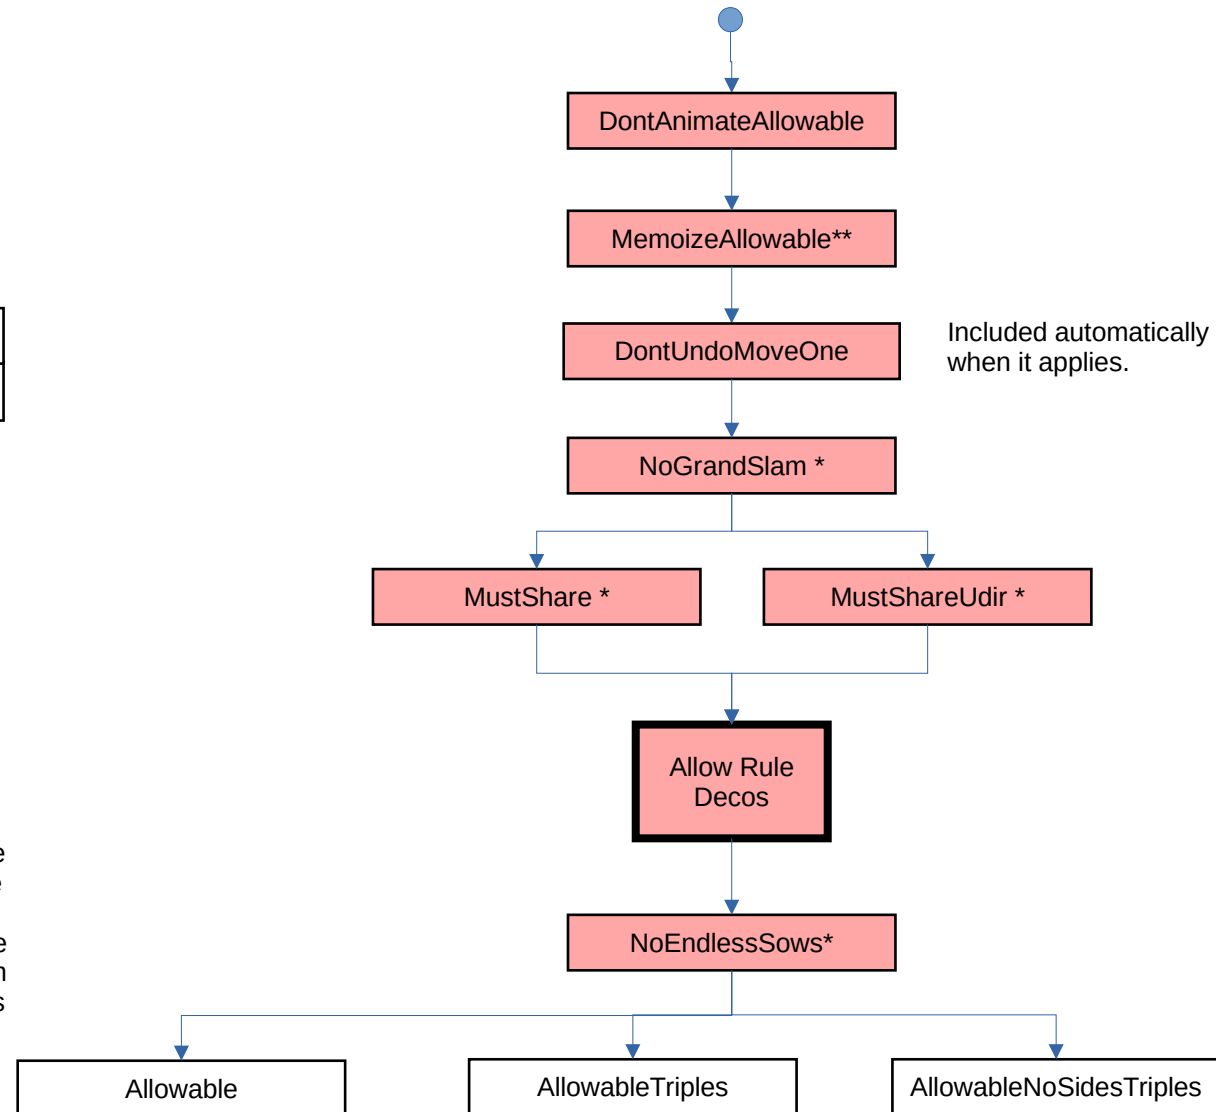 DontAnimateAllowable
MemoizeAllowable**
DontUndoMoveOne
Included automatically
when it applies.
NoGrandSlam *
MustShare *
MustShareUdir *
Allow Rule
Decos
NoEndlessSows*
Allowable
AllowableTriples
AllowableNoSidesTriples